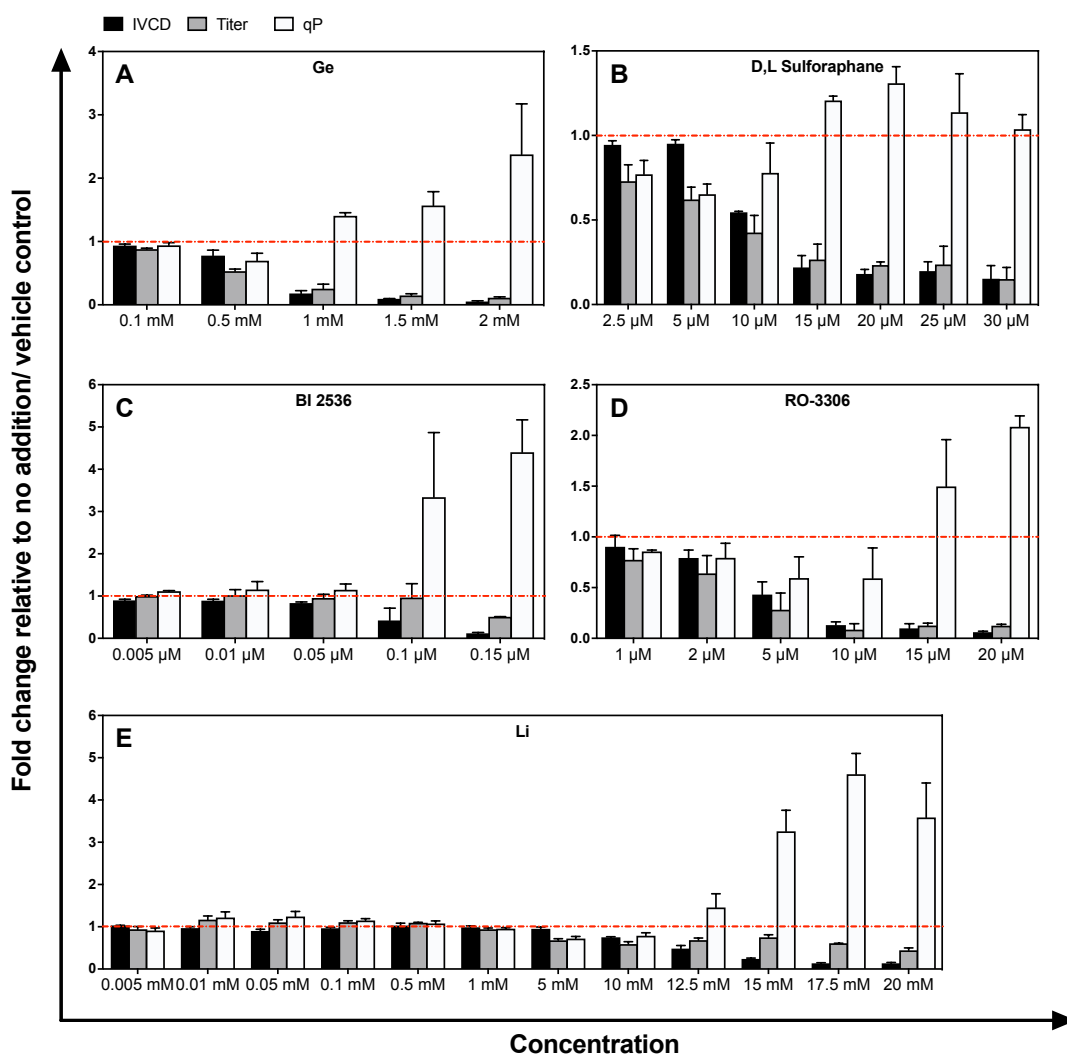 IVCD Titer qP
Fold change relative to no addition/ vehicle control
A Ge
4
3
2
1
0
0.1 mM 0.5 mM 1 mM 1.5 mM 2 mM
B D,L Sulforaphane
1.5
1.0
0.5
0.0
2.5 µM 5 µM 10 µM 15 µM 20 µM 25 µM 30 µM
C BI 2536
6
5
4
3
2
1
0
0.005 µM 0.01 µM 0.05 µM 0.1 µM 0.15 µM
D RO-3306
2.5
2.0
1.5
1.0
0.5
0.0
1 µM 2 µM 5 µM 10 µM 15 µM 20 µM
E Li
6
5
4
3
2
1
0
0.005 mM 0.01 mM 0.05 mM 0.1 mM 0.5 mM 1 mM 5 mM 10 mM 12.5 mM 15 mM 17.5 mM 20 mM
Concentration